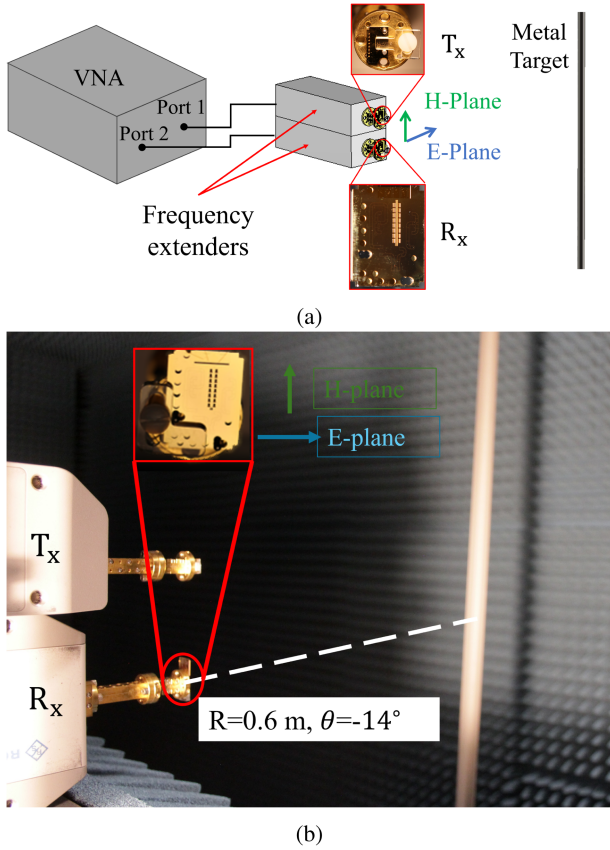 VNA
Port 1
Port 2
Frequency
extenders
Tx
H-Plane
E-Plane
Rx
Metal
Target
(a)
H-plane
E-plane
Tx
Rx
R=0.6 m, θ=-14°
(b)